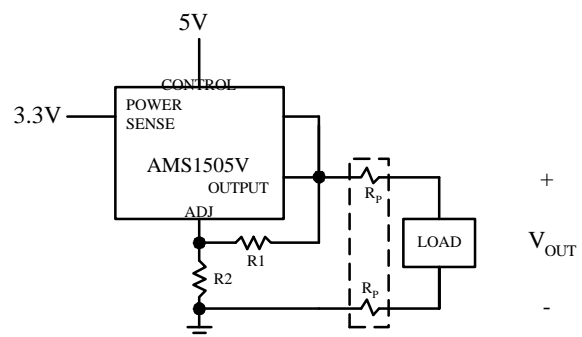 5V
CONTROL
POWER
3.3V
SENSE
AMS1505V
OUTPUT
ADJ
R1
R2
RP
RP
LOAD
+
VOUT
-